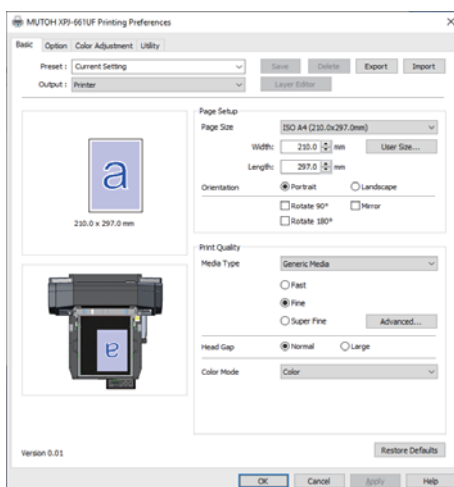 MUTOH XPJ-661UF Printing Preferences
Basic Option Color Adjustment Utility
Preset : Current Setting Save Delete Export Import
Output : Printer Layer Editor
a
210.0 x 297.0 mm
a
Version 0.01
Page Setup
Page Size ISO A4 (210.0x297.0mm)
Width: 210.0 mm User Size...
Length: 297.0 mm
Orientation Portrait Landscape
Rotate 90° Mirror
Rotate 180°
Print Quality
Media Type Generic Media
Fast
Fine
Super Fine Advanced...
Head Gap Normal Large
Color Mode Color
Restore Defaults
OK Cancel Apply Help